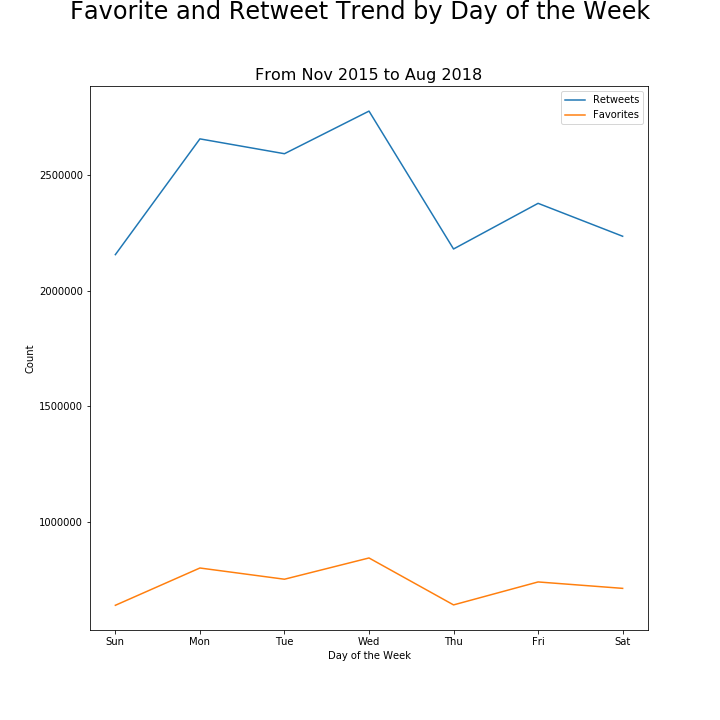 Favorite and Retweet Trend by Day of the Week
From Nov 2015 to Aug 2018
Retweets
Favorites
2500000
2000000
1500000
1000000
Count
Sun Mon Tue Wed Thu Fri Sat
Day of the Week